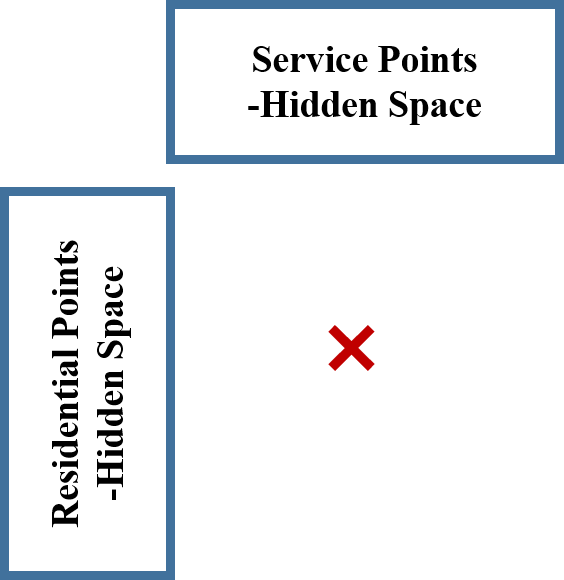 Service Points
-Hidden Space
Residential Points
-Hidden Space